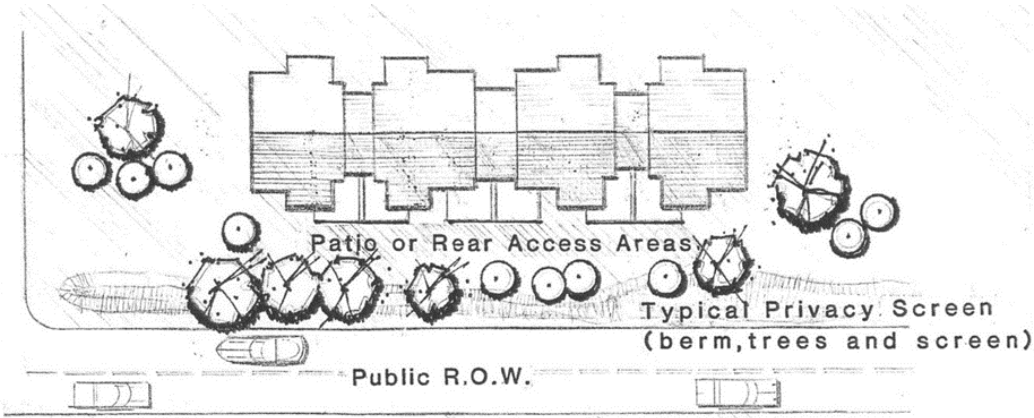 Patio or Rear Access Areas
Typical Privacy Screen
(berm,trees and screen)
Public R.O.W.